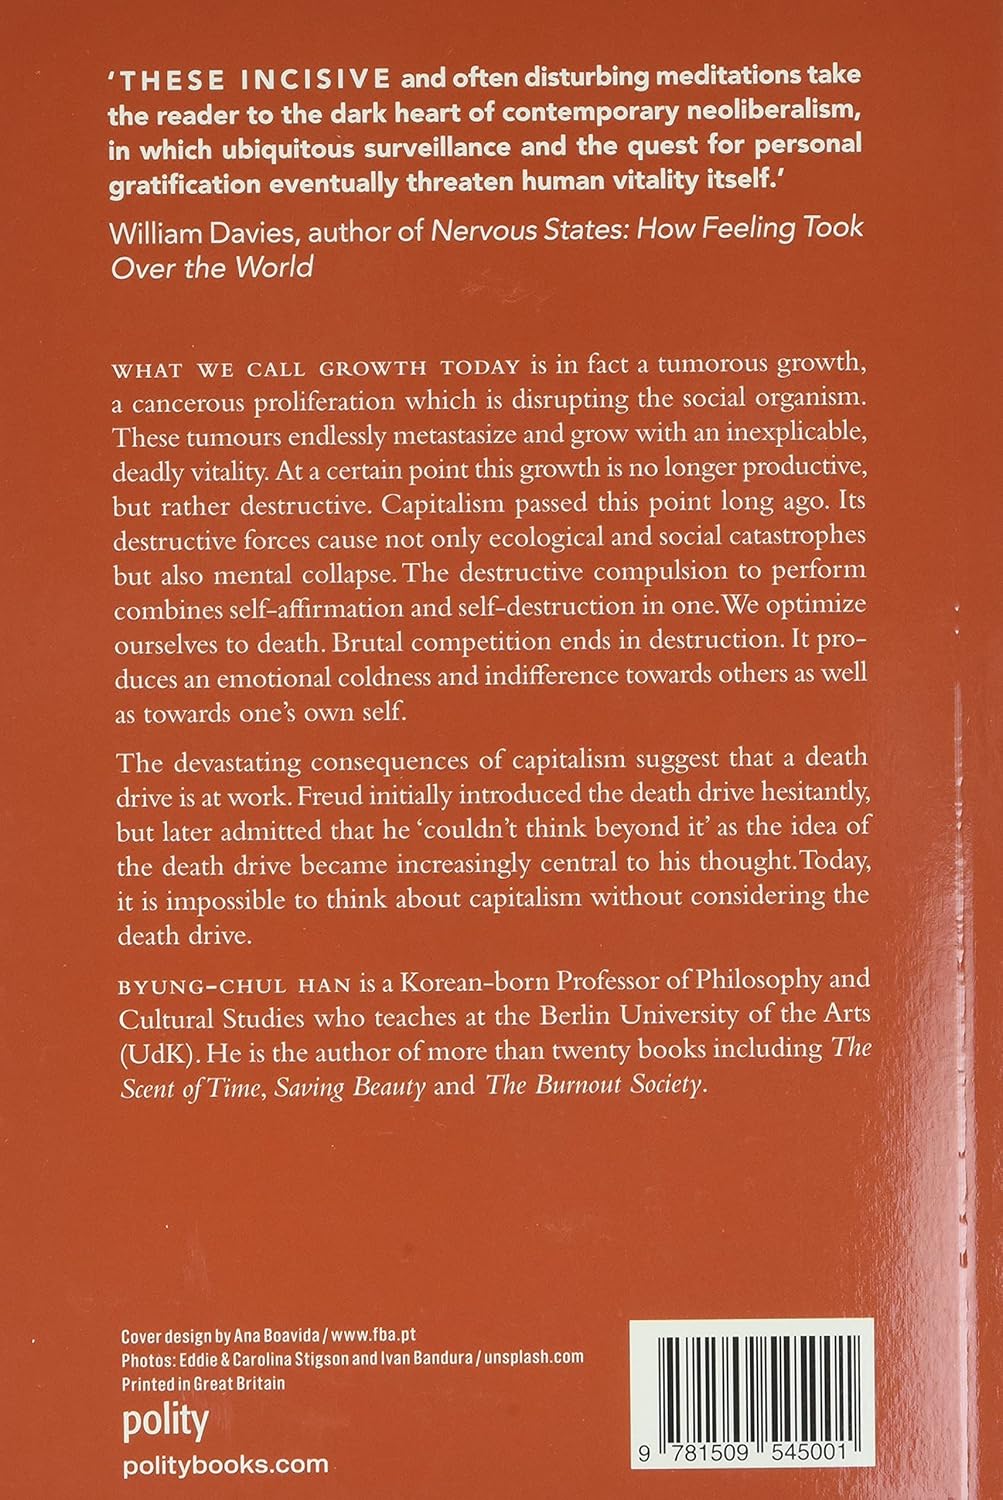 ‘THESE INCISIVE and often disturbing meditations take
the reader to the dark heart of contemporary neoliberalism,
in which ubiquitous surveillance and the quest for personal
gratification eventually threaten human vitality itself.’
William Davies, author of Nervous States: How Feeling Took
Over the World
WHAT WE CALL GROWTH TODAY is in fact a tumorous growth,
a cancerous proliferation which is disrupting the social organism.
These tumours endlessly metastasize and grow with an inexplicable,
deadly vitality. At a certain point this growth is no longer productive,
but rather destructive. Capitalism passed this point long ago. Its
destructive forces cause not only ecological and social catastrophes
but also mental collapse. The destructive compulsion to perform
combines self-affirmation and self-destruction in one. We optimize
ourselves to death. Brutal competition ends in destruction. It pro-
duces an emotional coldness and indifference towards others as well
as towards one’s own self.
The devastating consequences of capitalism suggest that a death
drive is at work. Freud initially introduced the death drive hesitantly,
but later admitted that he ‘couldn’t think beyond it’ as the idea of
the death drive became increasingly central to his thought. Today,
it is impossible to think about capitalism without considering the
death drive.
BYUNG-CHUL HAN is a Korean-born Professor of Philosophy and
Cultural Studies who teaches at the Berlin University of the Arts
(UdK). He is the author of more than twenty books including The
Scent of Time, Saving Beauty and The Burnout Society.
Cover design by Ana Boavida / www.fba.pt
Photos: Eddie & Carolina Stigson and Ivan Bandura / unsplash.com
Printed in Great Britain
polity
politybooks.com
9 781509 545001